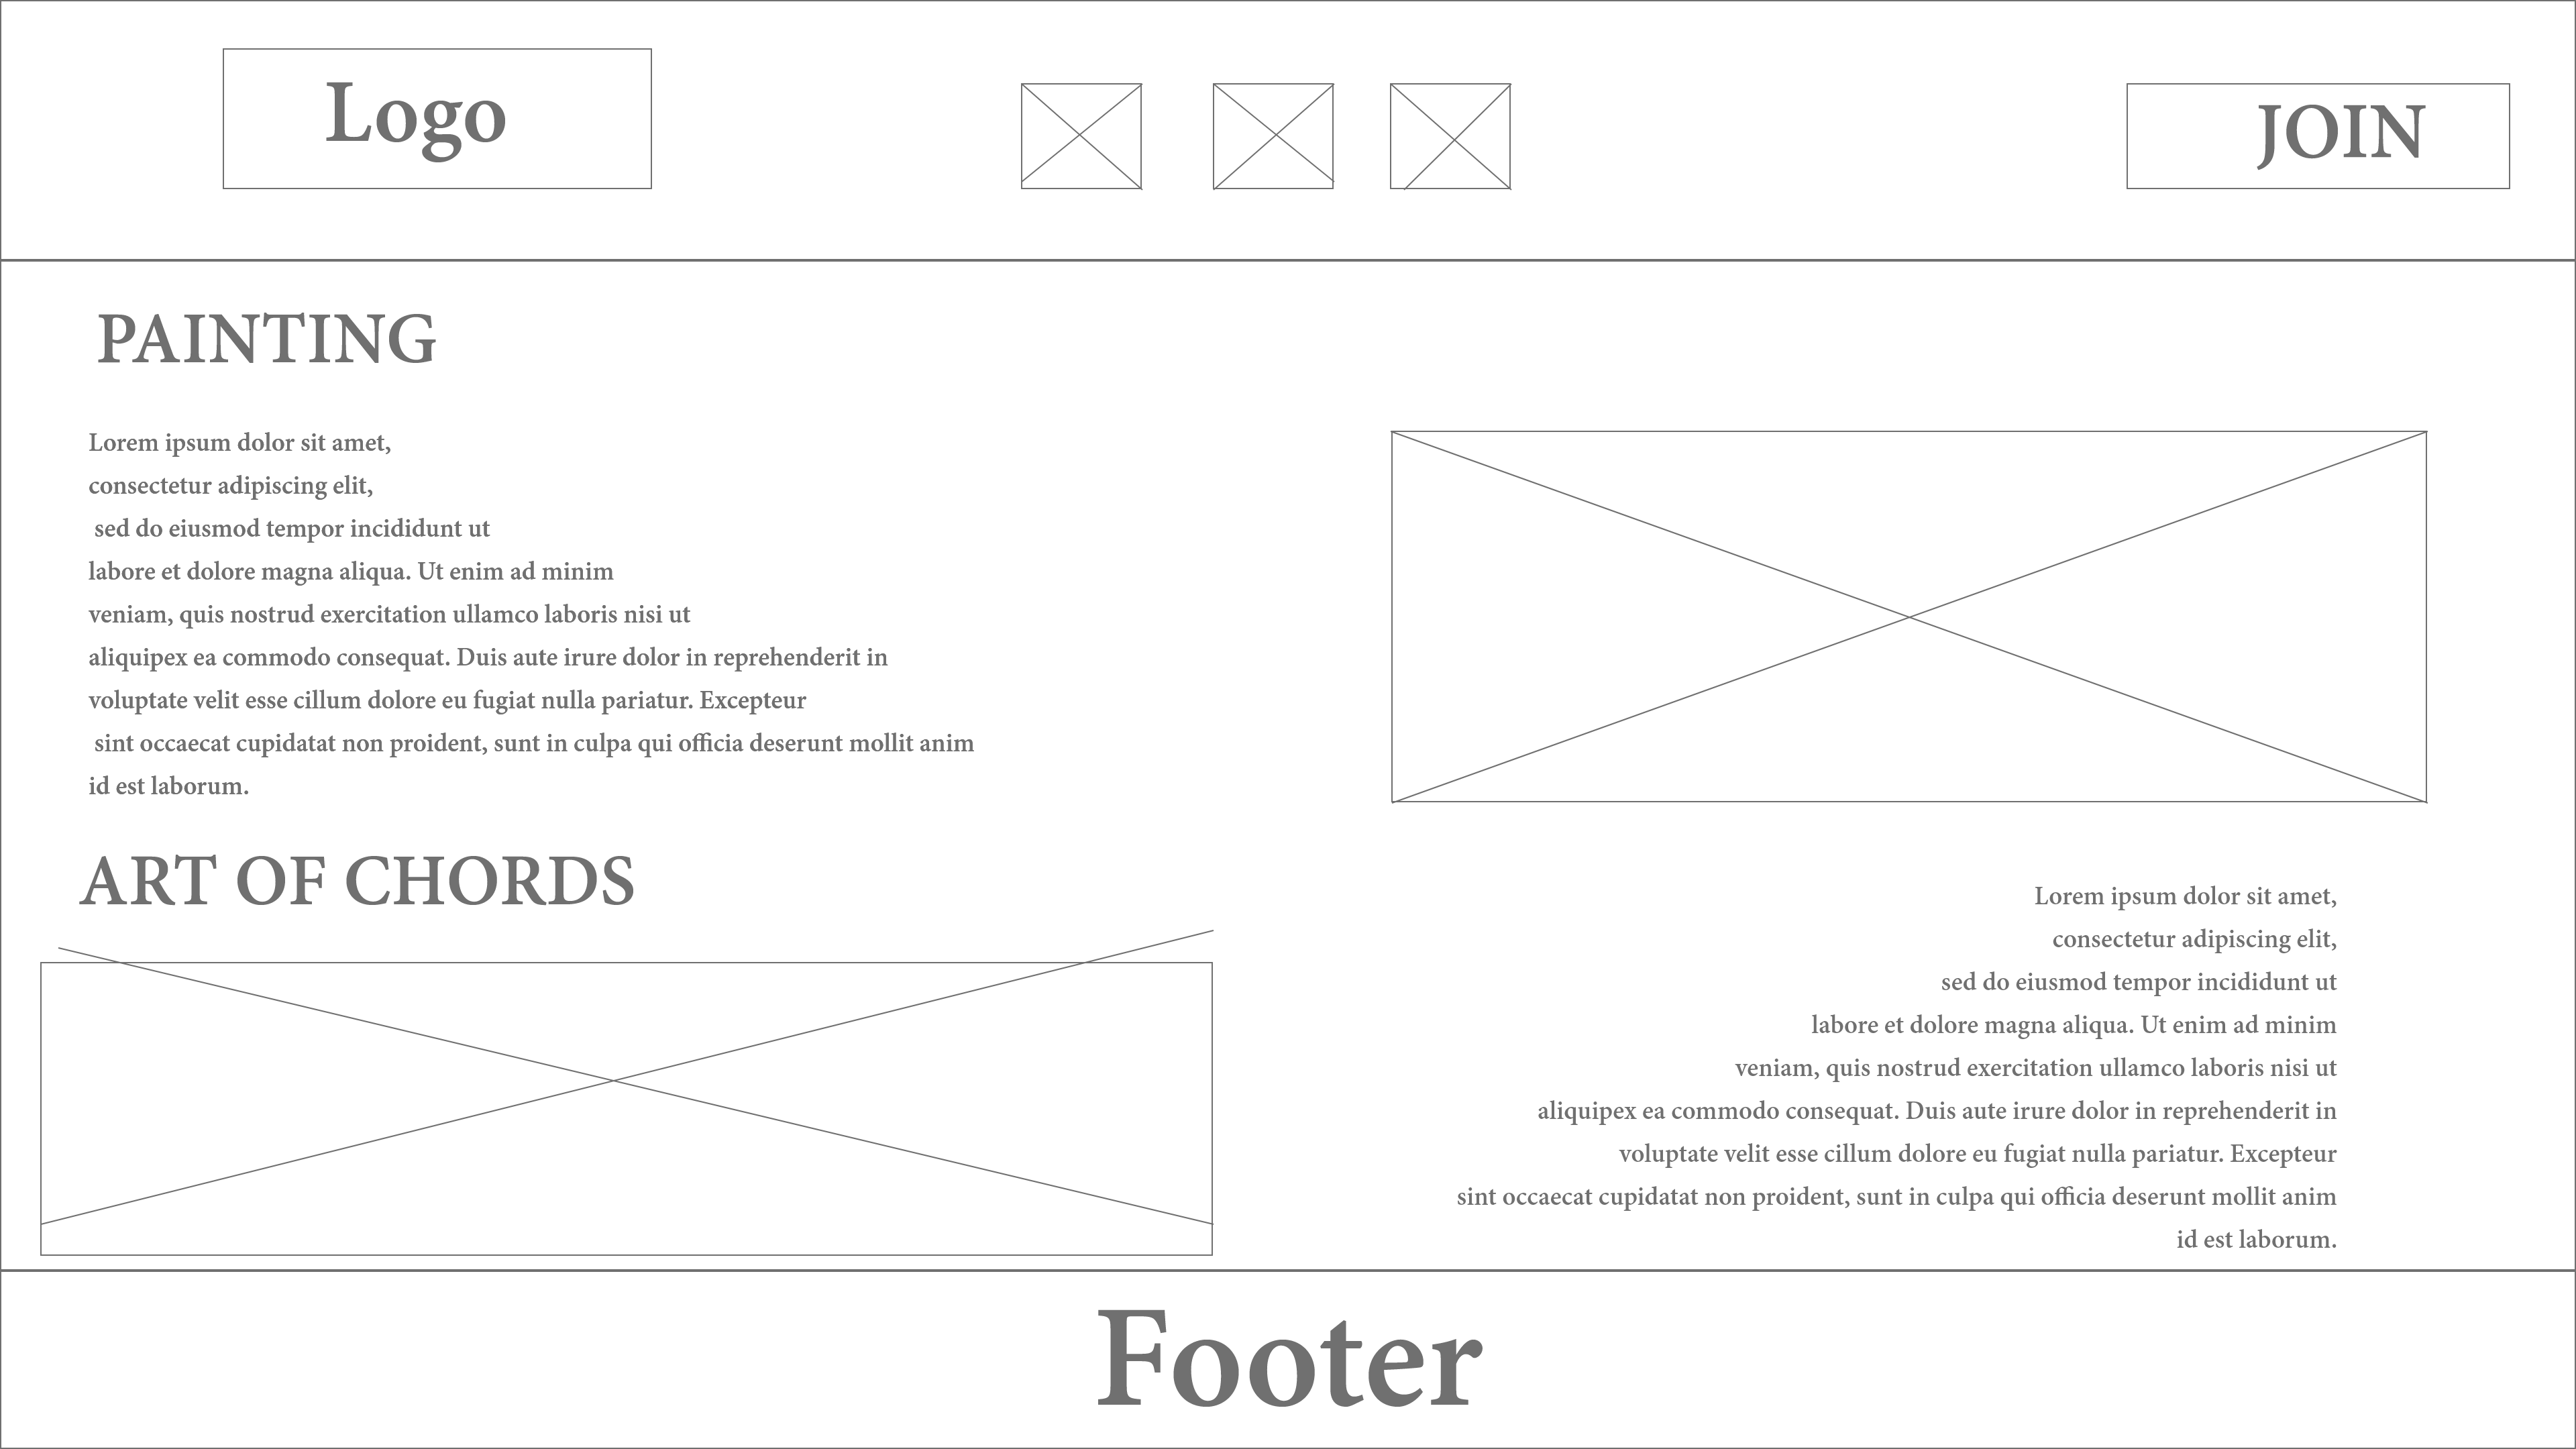 Logo
JOIN
PAINTING
Lorem ipsum dolor sit amet,
consectetur adipiscing elit,
sed do eiusmod tempor incididunt ut
labore et dolore magna aliqua. Ut enim ad minim
veniam, quis nostrud exercitation ullamco laboris nisi ut
aliquipex ea commodo consequat. Duis aute irure dolor in reprehenderit in
voluptate velit esse cillum dolore eu fugiat nulla pariatur. Excepteur
sint occaecat cupidatat non proident, sunt in culpa qui officia deserunt mollit anim
id est laborum.
ART OF CHORDS
Lorem ipsum dolor sit amet,
consectetur adipiscing elit,
sed do eiusmod tempor incididunt ut
labore et dolore magna aliqua. Ut enim ad minim
veniam, quis nostrud exercitation ullamco laboris nisi ut
aliquipex ea commodo consequat. Duis aute irure dolor in reprehenderit in
voluptate velit esse cillum dolore eu fugiat nulla pariatur. Excepteur
sint occaecat cupidatat non proident, sunt in culpa qui officia deserunt mollit anim
id est laborum.
Footer